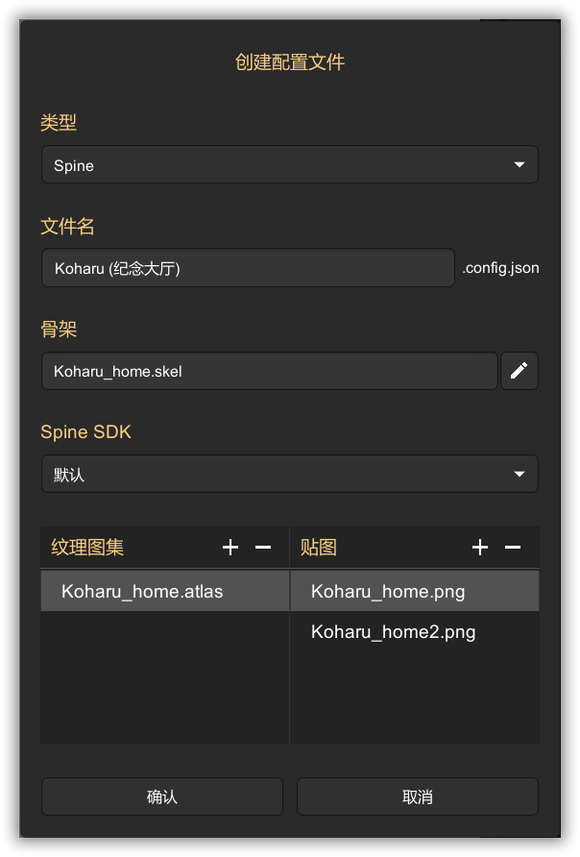 创建配置文件
类型
Spine
文件名
Koharu (纪念大厅) .config.json
骨架
Koharu_home.skel
Spine SDK
默认
纹理图集 + − 贴图 + −
Koharu_home.atlas Koharu_home.png
Koharu_home2.png
确认 取消